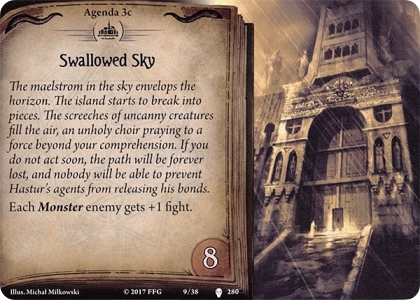 Agenda 3c
Swallowed Sky
The maelstrom in the sky envelops the
horizon. The island starts to break into
pieces. The screeches of uncanny creatures
fill the air, an unholy choir praying to a
force beyond your comprehension. If you
do not act soon, the path will be forever
lost, and nobody will be able to prevent
Hastur's agents from releasing his bonds.
Each Monster enemy gets +1 fight.
8
Illus. Michał Miłkowski © 2017 FFG 9/38 280